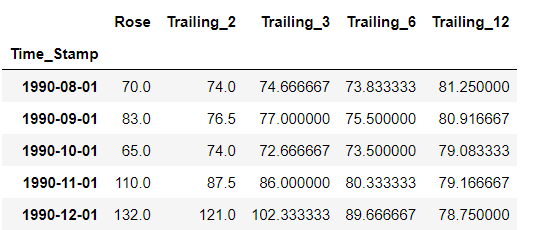 Rose Trailing_2 Trailing_3 Trailing_6 Trailing_12
Time_Stamp
1990-08-01 70.0 74.0 74.666667 73.833333 81.250000
1990-09-01 83.0 76.5 77.000000 75.500000 80.916667
1990-10-01 65.0 74.0 72.666667 73.500000 79.083333
1990-11-01 110.0 87.5 86.000000 80.333333 79.166667
1990-12-01 132.0 121.0 102.333333 89.666667 78.750000